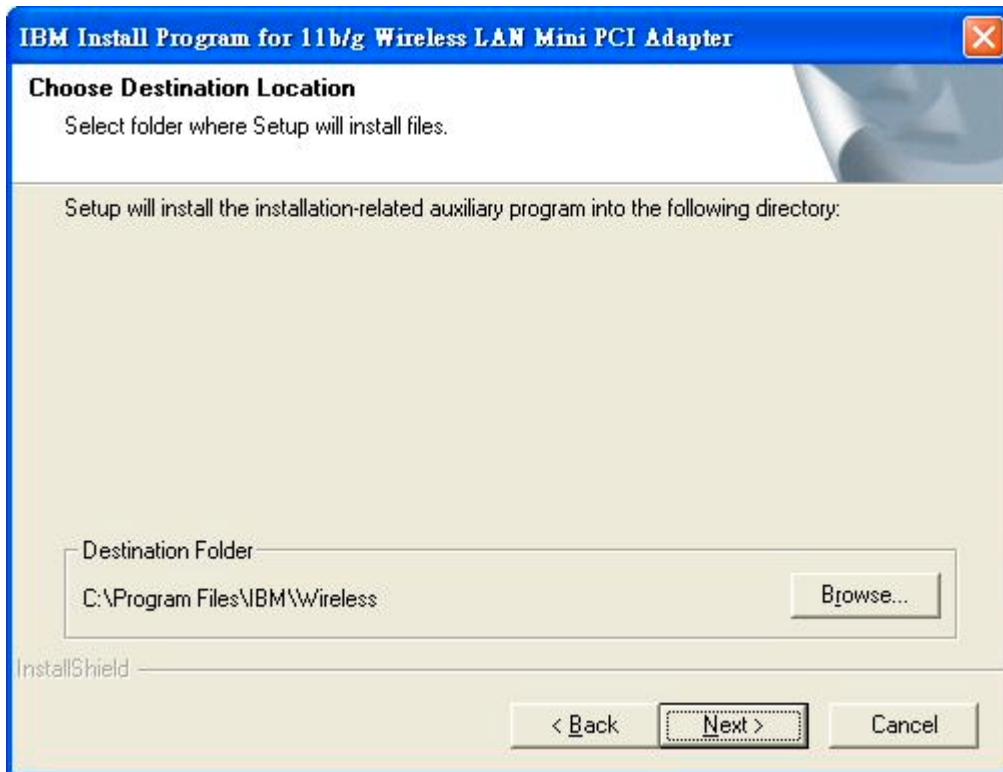 IBM Install Program for 11b/g Wireless LAN Mini PCI Adapter
Choose Destination Location
Select folder where Setup will install files.
Setup will install the installation-related auxiliary program into the following directory:
Destination Folder
C:\Program Files\IBM\Wireless
Browse...
InstallShield
< Back
Next >
Cancel